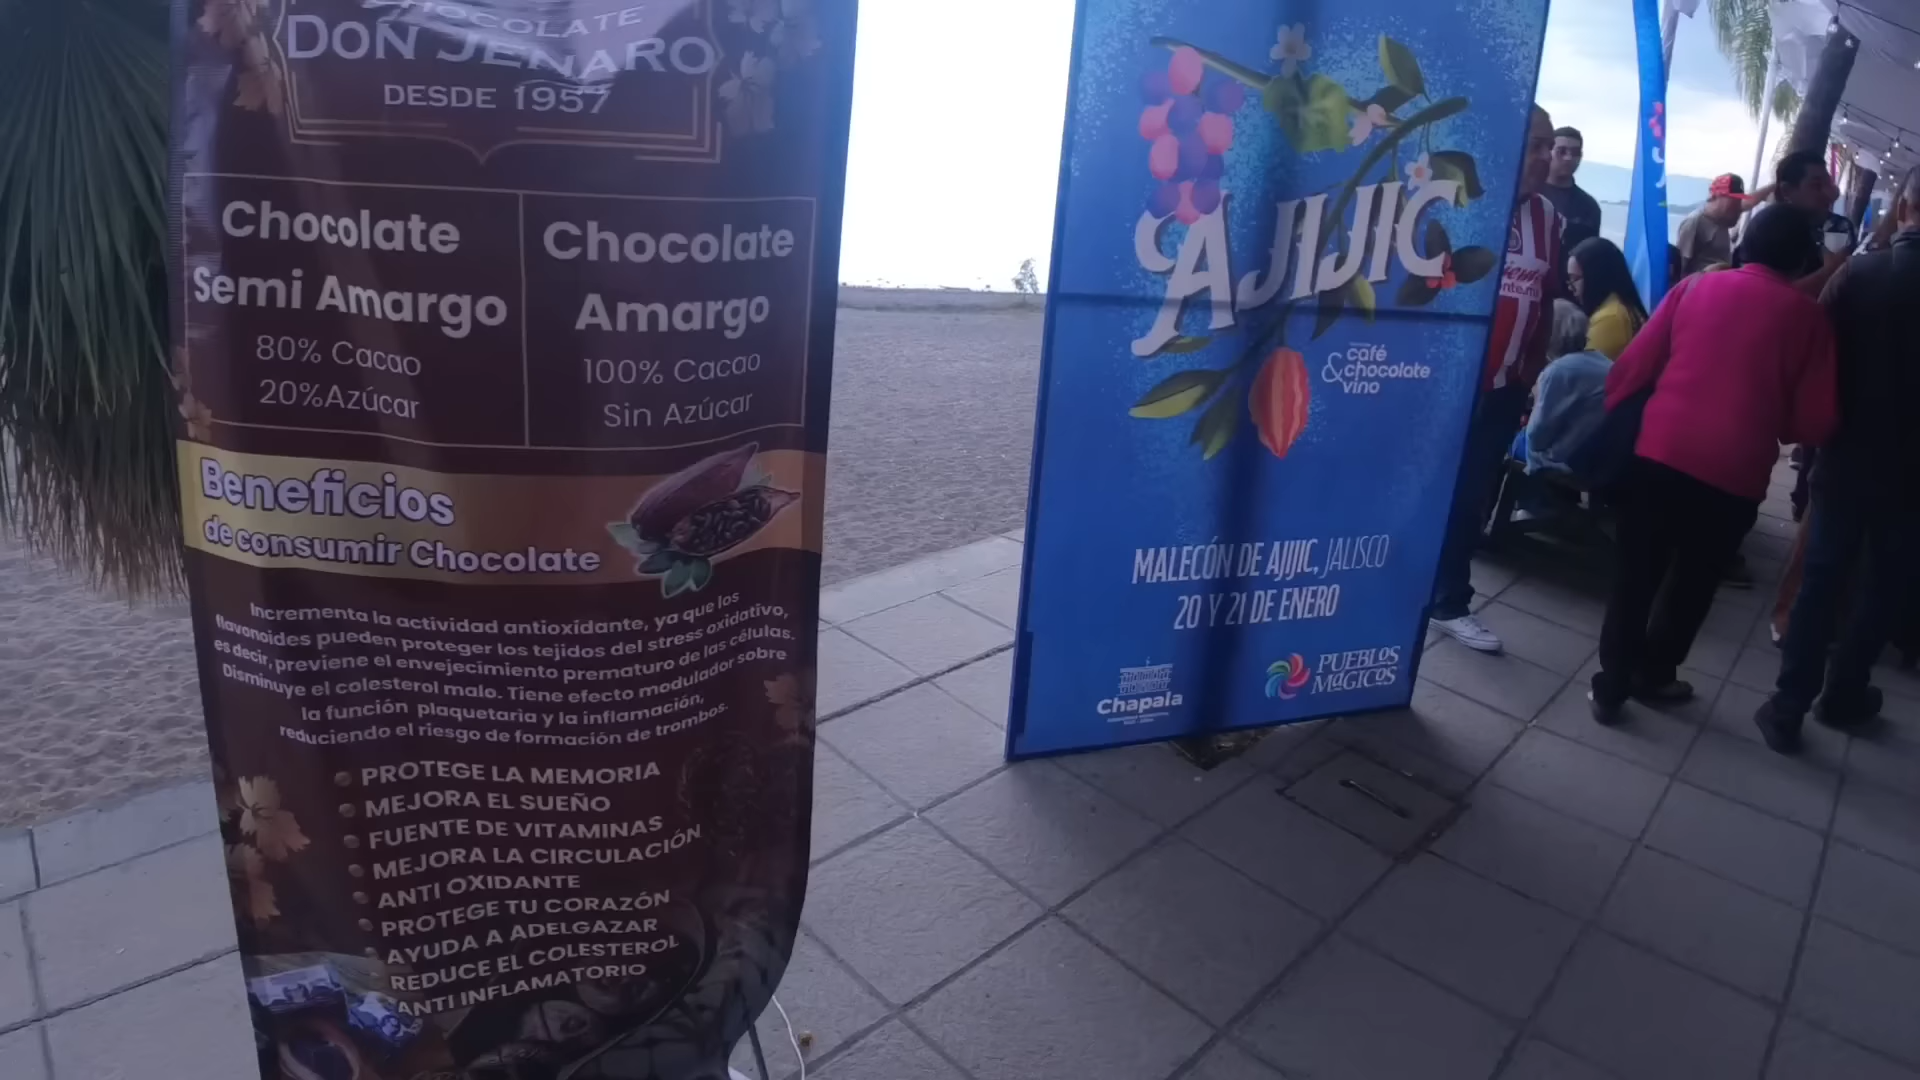 CHOCOLATE
DON JENARO
DESDE 1957
Chocolate
Semi Amargo
80% Cacao
20%Azúcar
Chocolate
Amargo
100% Cacao
Sin Azúcar
Beneficios
de consumir Chocolate
Incrementa la actividad antioxidante, ya que los
flavonoides pueden proteger los tejidos del stress oxidativo,
es decir, previene el envejecimiento prematuro de las células.
Disminuye el colesterol malo. Tiene efecto modulador sobre
la función plaquetaria y la inflamación,
reduciendo el riesgo de formación de trombos.
PROTEGE LA MEMORIA
MEJORA EL SUEÑO
FUENTE DE VITAMINAS
MEJORA LA CIRCULACIÓN
ANTI OXIDANTE
PROTEGE TU CORAZÓN
AYUDA A ADELGAZAR
REDUCE EL COLESTEROL
ANTI INFLAMATORIO
AJIJIC
café
& chocolate
vino
MALECÓN DE AJIJIC, JALISCO
20 Y 21 DE ENERO
Chapala
PUEBLOS
MáGICOS